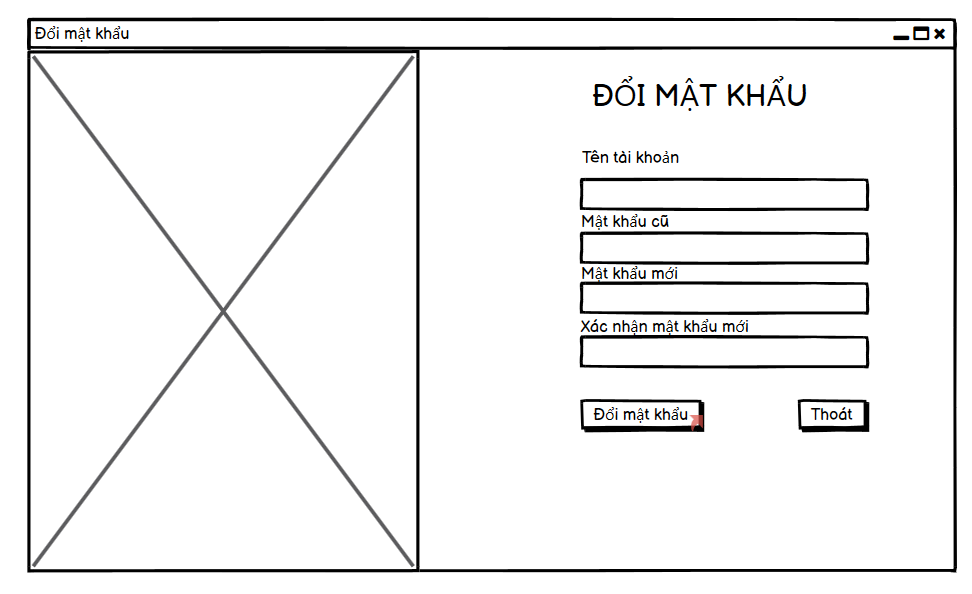 Đổi mật khẩu
ĐỔI MẬT KHẨU
Tên tài khoản
Mật khẩu cũ
Mật khẩu mới
Xác nhận mật khẩu mới
Đổi mật khẩu
Thoát